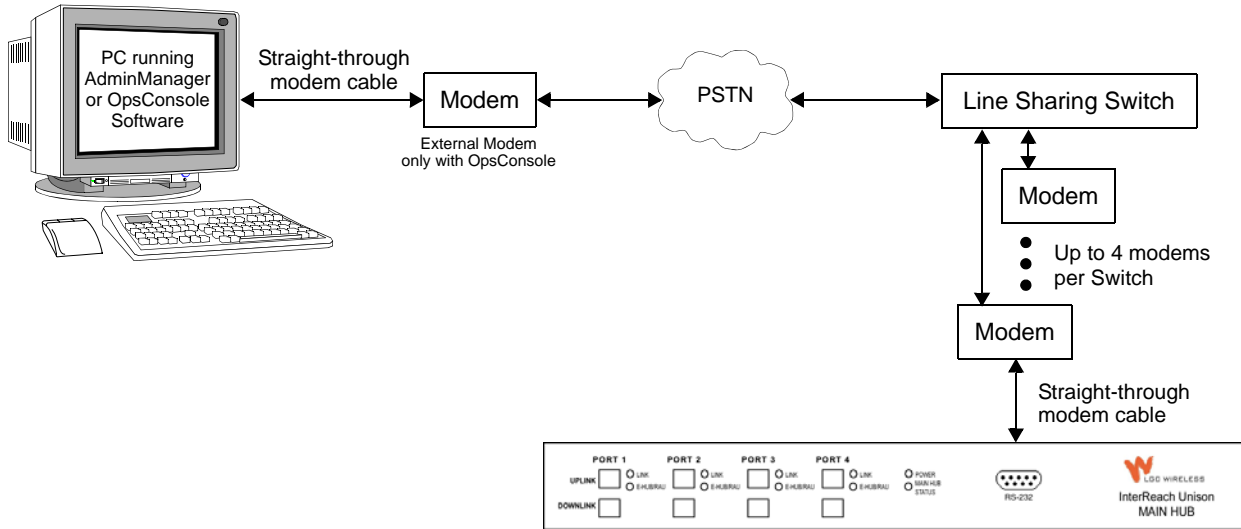 PC running
AdminManager
or OpsConsole
Software
Straight-through
modem cable
Modem
External Modem
only with OpsConsole
PSTN
Line Sharing Switch
Modem
Up to 4 modems
per Switch
Modem
Straight-through
modem cable
PORT 1 PORT 2 PORT 3 PORT 4
UPLINK LINK LINK LINK LINK POWER
E-HUB/RAU E-HUB/RAU E-HUB/RAU E-HUB/RAU MAIN HUB
STATUS
DOWNLINK
RS-232
LGC WIRELESS
InterReach Unison
MAIN HUB